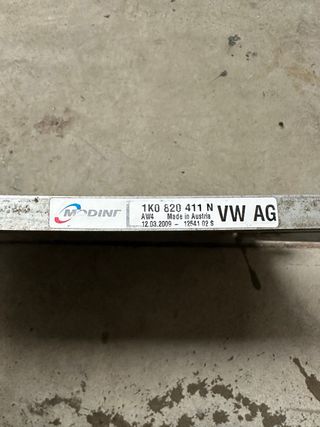 MODINE
1K0 820 411 N
AW4 Made in Austria
12.03.2009 - 12541 02 S
VW AG